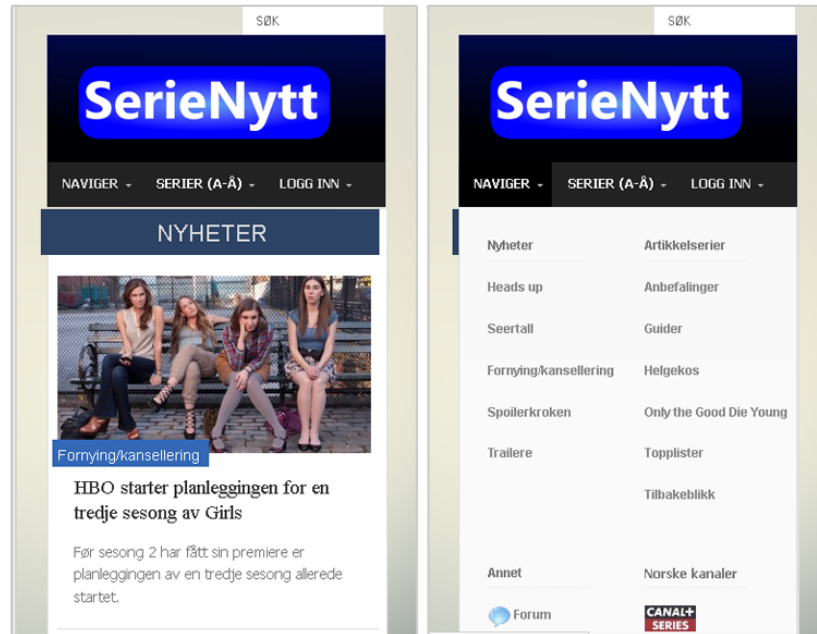 SØK
SerieNytt
NAVIGER SERIER (A-Å) LOGG INN
NYHETER
Fornying/kansellering
HBO starter planleggingen for en
tredje sesong av Girls
Før sesong 2 har fått sin premiere er
planleggingen av en tredje sesong allerede
startet.
SØK
SerieNytt
NAVIGER SERIER (A-Å) LOGG INN
Nyheter
Heads up
Seertall
Fornying/kansellering
Spoilerkroken
Trailere
Artikkelserier
Anbefalinger
Guider
Helgekos
Only the Good Die Young
Topplister
Tilbakeblikk
Annet
Forum
Norske kanaler
CANAL+
SERIES